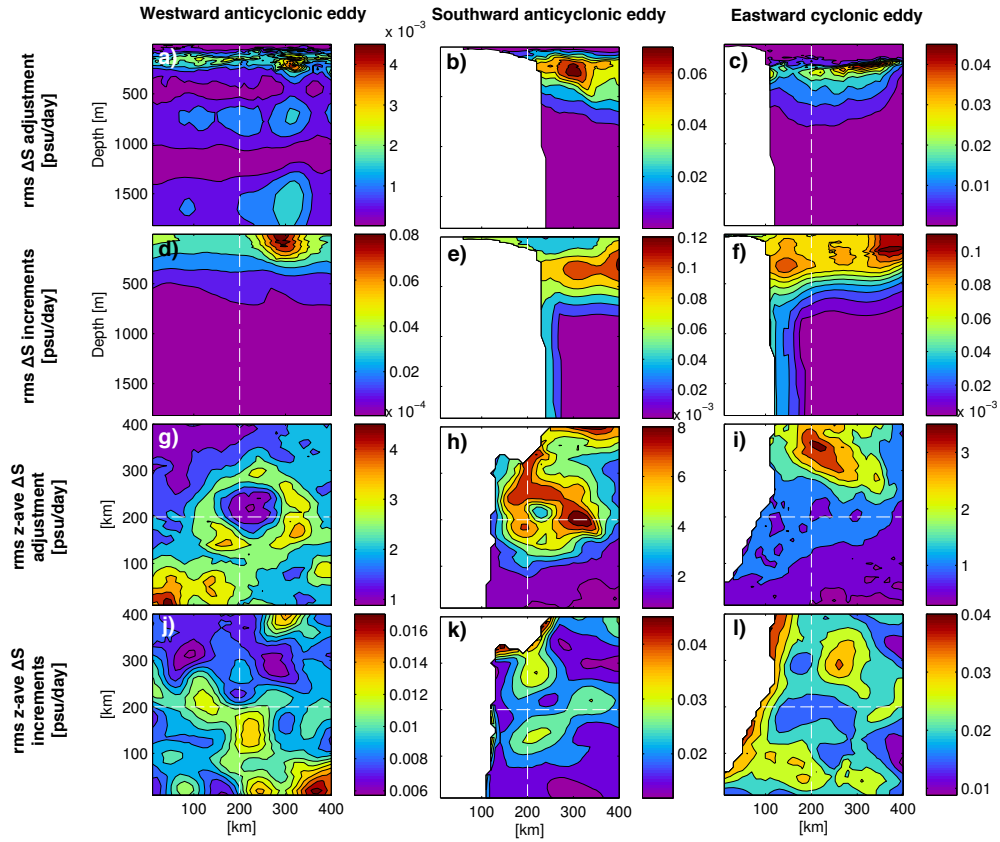 Westward anticyclonic eddy
Southward anticyclonic eddy
Eastward cyclonic eddy
x 10⁻³
rms ΔS adjustment
[psu/day]
Depth [m]
500
1000
1500
a)
4
3
2
1
b)
0.06
0.04
0.02
c)
0.04
0.03
0.02
0.01
rms ΔS increments
[psu/day]
Depth [m]
500
1000
1500
d)
0.08
0.06
0.04
0.02
e)
0.12
0.1
0.08
0.06
0.04
0.02
f)
0.1
0.08
0.06
0.04
0.02
x 10⁻⁴
x 10⁻³
x 10⁻³
rms z-ave ΔS
adjustment
[psu/day]
[km]
400
300
200
100
g)
4
3
2
1
h)
8
6
4
2
i)
3
2.5
2
1.5
1
0.5
rms z-ave ΔS
increments
[psu/day]
[km]
400
300
200
100
j)
0.016
0.014
0.012
0.01
0.008
0.006
k)
0.04
0.03
0.02
l)
0.04
0.03
0.02
0.01
100 200 300 400
[km]
100 200 300 400
[km]
100 200 300 400
[km]